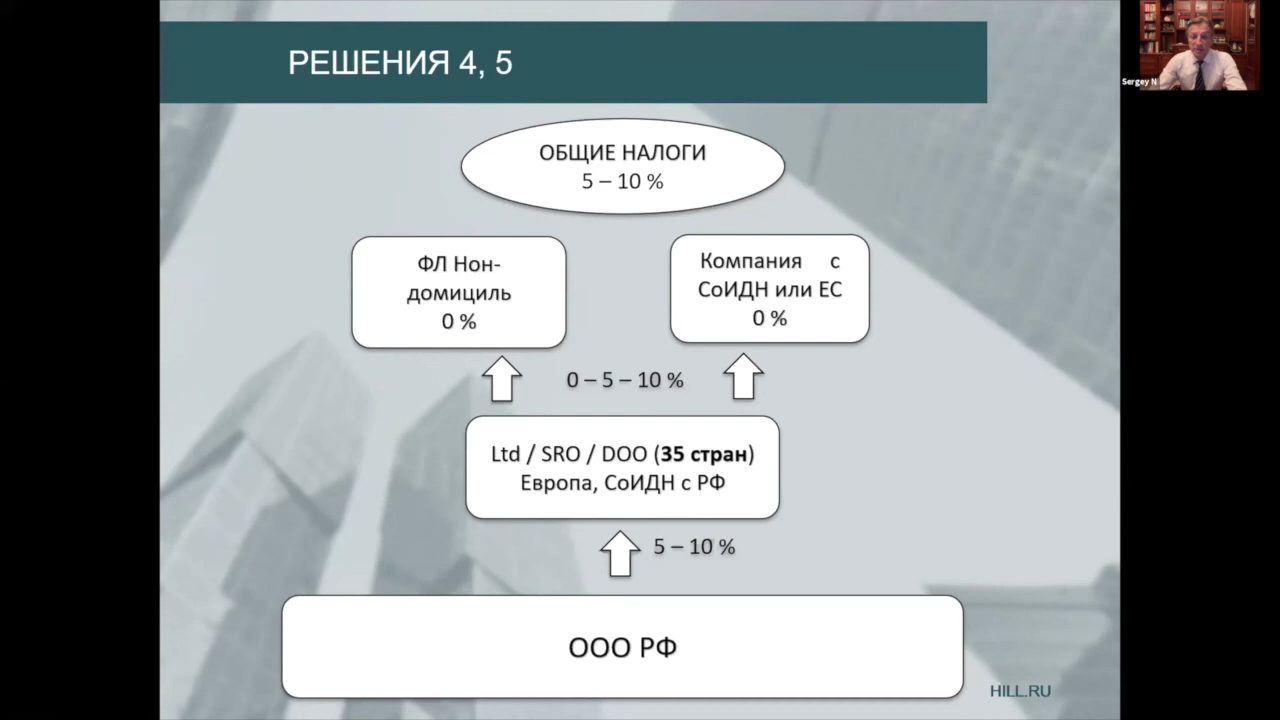 РЕШЕНИЯ 4, 5
Sergey N
ОБЩИЕ НАЛОГИ
5 – 10 %
ФЛ Нон-
домициль
0 %
Компания с
СоИДН или ЕС
0 %
0 – 5 – 10 %
Ltd / SRO / DOO (35 стран)
Европа, СоИДН с РФ
5 – 10 %
ООО РФ
HILL.RU